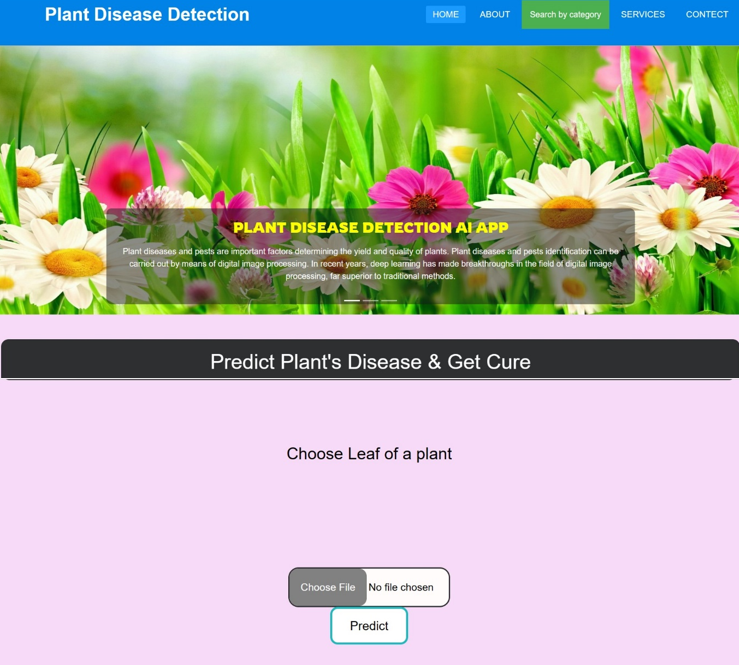 Plant Disease Detection
HOME ABOUT Search by category SERVICES CONTECT
PLANT DISEASE DETECTION AI APP
Plant diseases and pests are important factors determining the yield and quality of plants. Plant diseases and pests identification can be
carried out by means of digital image processing. In recent years, deep learning has made breakthroughs in the field of digital image
processing, far superior to traditional methods.
Predict Plant's Disease & Get Cure
Choose Leaf of a plant
Choose File No file chosen
Predict